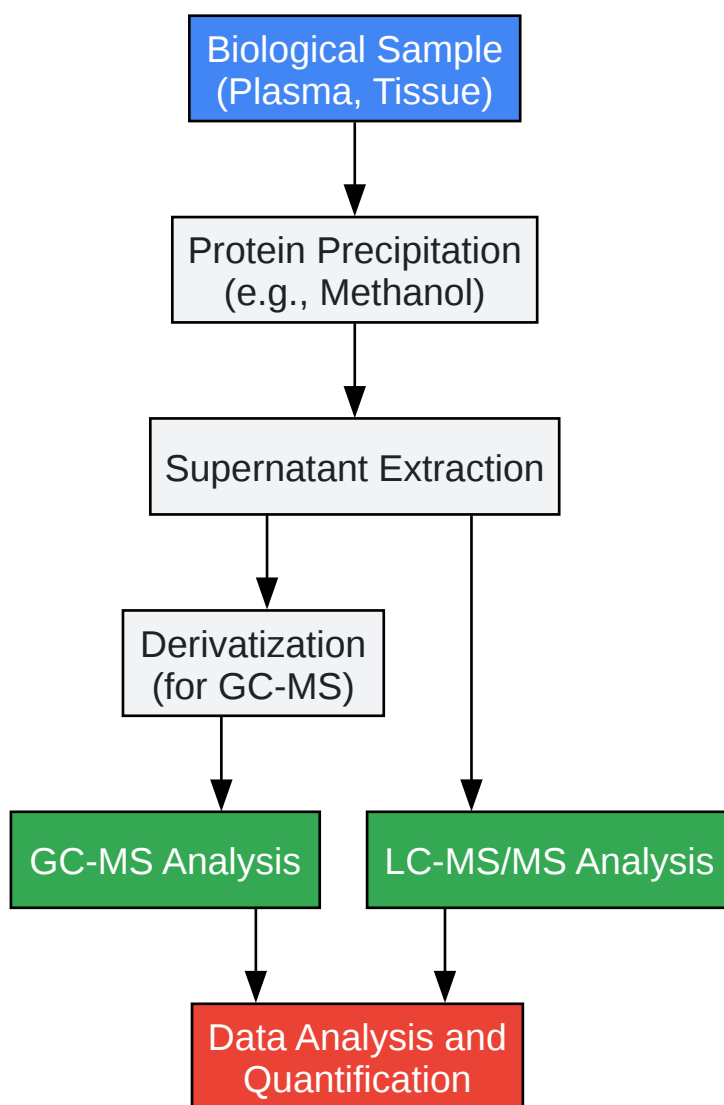 Biological Sample
(Plasma, Tissue)
Protein Precipitation
(e.g., Methanol)
Supernatant Extraction
Derivatization
(for GC-MS)
GC-MS Analysis
LC-MS/MS Analysis
Data Analysis and
Quantification